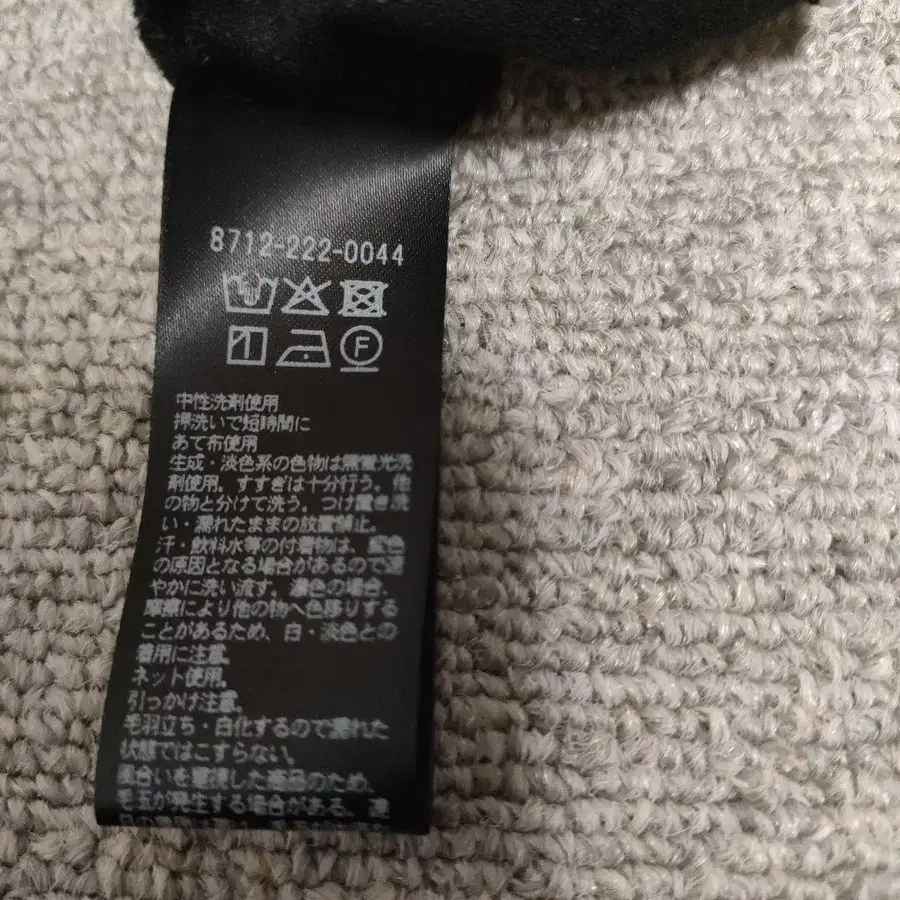 8712-222-0044
F
中性洗剤使用
押洗いで短時間に
あて布使用
生成・淡色系の色物は無蛍光洗
剤使用。すすぎは十分行う。他
の物と分けて洗う。つけ置き洗
い・濡れたままの放置禁止。
汗・飲料水等の付着物は、変色
の原因となる場合があるので速
やかに洗い流す。濃色の場合、
摩擦により他の物へ色移りする
ことがあるため、白・淡色との
着用に注意。
ネット使用。
引っかけ注意。
毛羽立ち・白化するので濡れた
状態ではこすらない。
風合いを重視した商品のため、
毛玉が発生する場合がある。